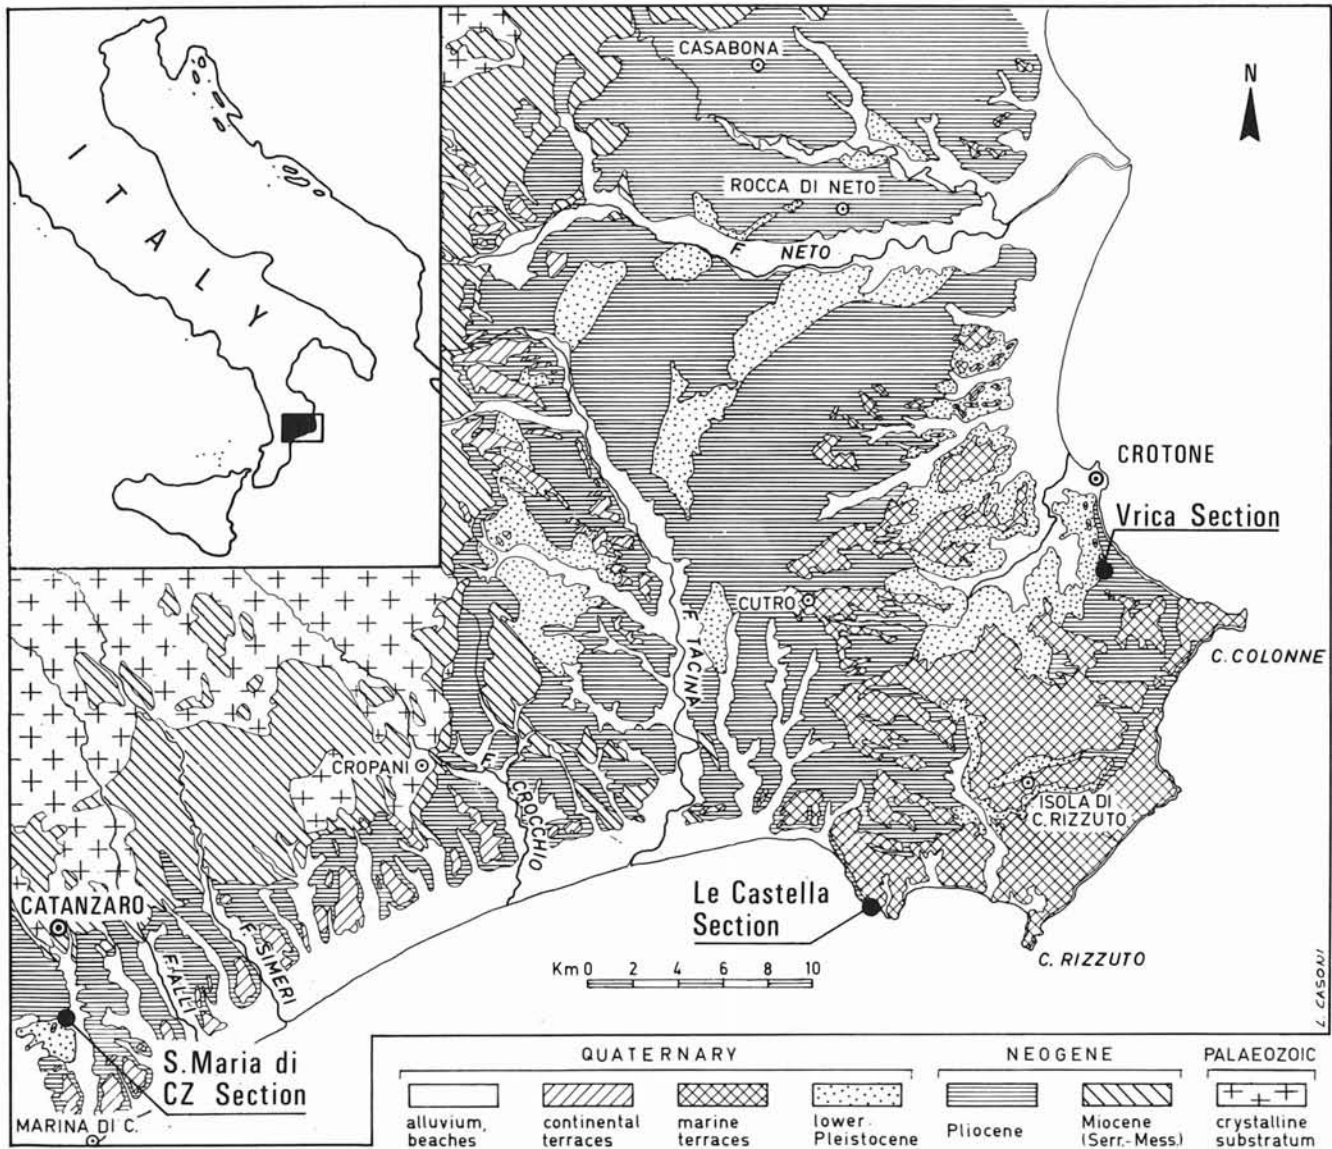 ITALY
N
CASABONA
ROCCA DI NETO
F. NETO
CROTONE
Vrica Section
CUTRO
F. TACINA
C. COLONNE
CROPANI
F. CROCCHIO
ISOLA DI
C. RIZZUTO
CATANZARO
Le Castella
Section
F. SIMERI
F. ALLI
C. RIZZUTO
Km 0 2 4 6 8 10
L. CASONI
S. Maria di
CZ Section
MARINA DI C.
QUATERNARY NEOGENE PALAEOZOIC
alluvium,
beaches
continental
terraces
marine
terraces
lower
Pleistocene
Pliocene
Miocene
(Serr.-Mess.)
crystalline
substratum